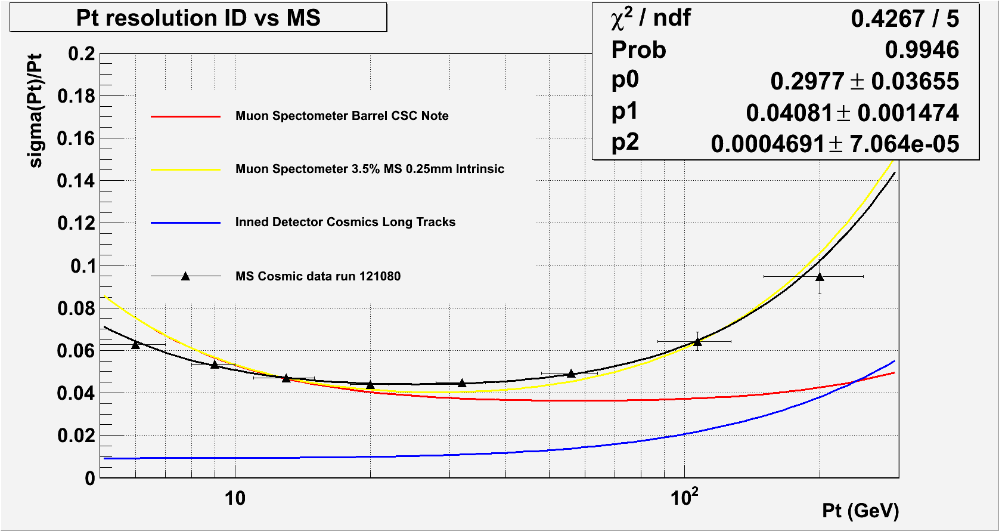 Pt resolution ID vs MS
χ² / ndf 0.4267 / 5
Prob 0.9946
p0 0.2977 ± 0.03655
p1 0.04081 ± 0.001474
p2 0.0004691 ± 7.064e-05
sigma(Pt)/Pt
0.2
0.18
0.16
0.14
0.12
0.1
0.08
0.06
0.04
0.02
0
Muon Spectometer Barrel CSC Note
Muon Spectometer 3.5% MS 0.25mm Intrinsic
Inned Detector Cosmics Long Tracks
MS Cosmic data run 121080
10 10²
Pt (GeV)